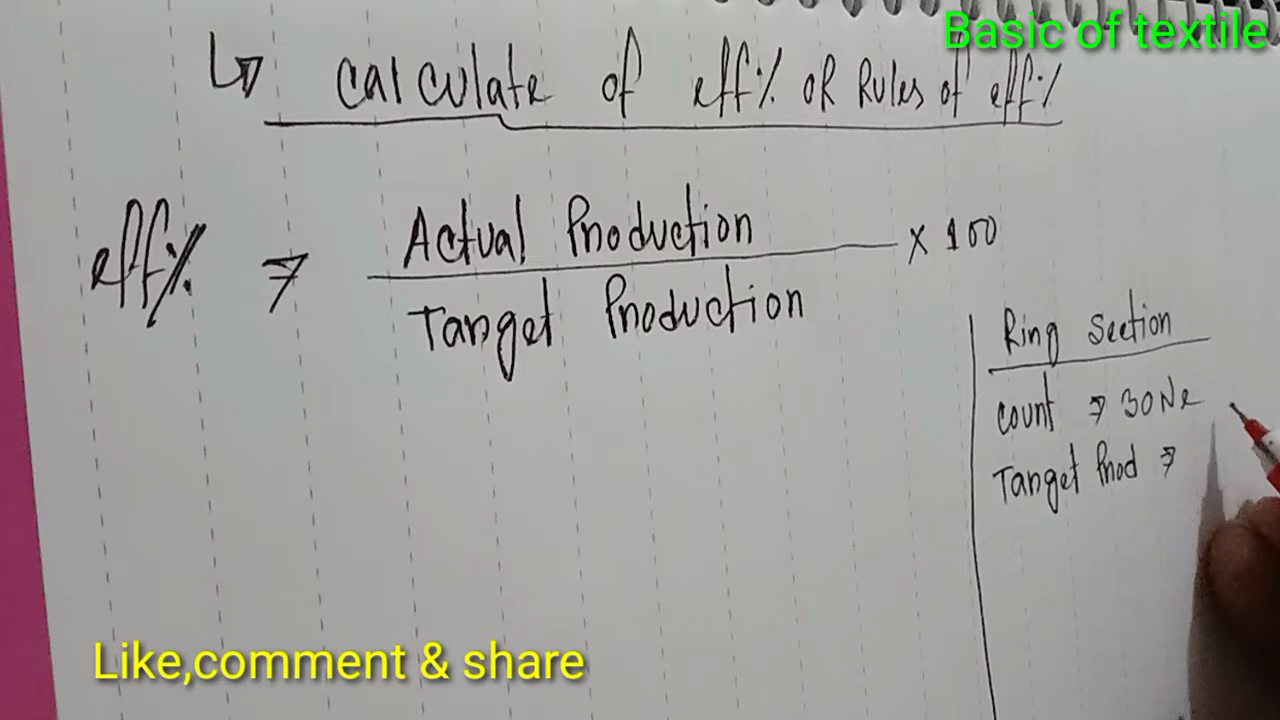 Basic of textile
↳ Calculate of eff% OR Rules of eff%
eff% ⇒ Actual Production / Target Production × 100
Ring Section
Count ⇒ 30Ne
Target Prod ⇒
Like,comment & share